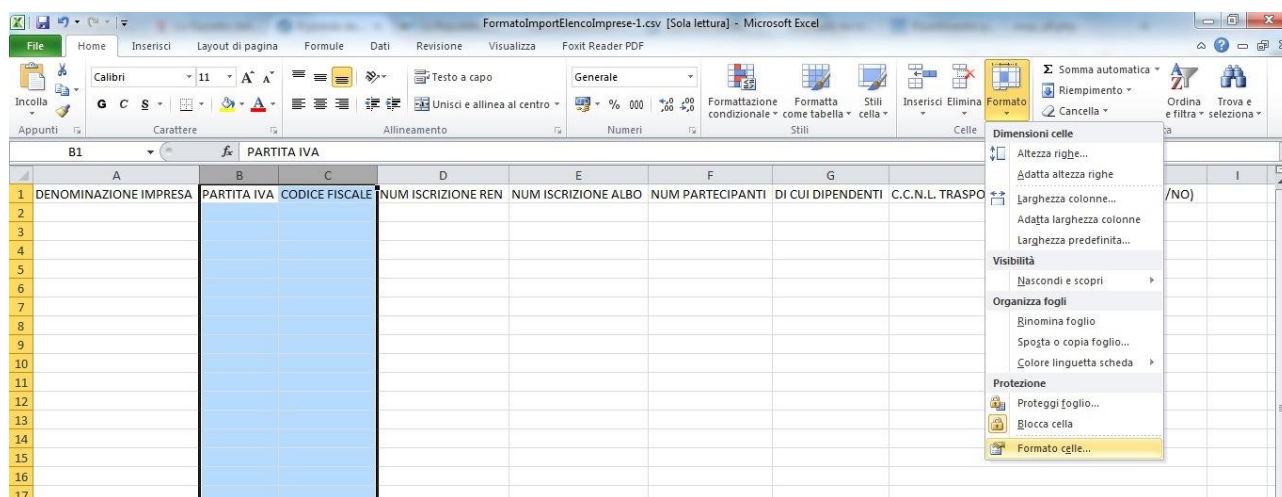 FormatoImportElencoImprese-1.csv [Sola lettura] - Microsoft Excel
File Home Inserisci Layout di pagina Formule Dati Revisione Visualizza Foxit Reader PDF
Calibri 11 A A Testo a capo Generale Σ Somma automatica
Riempimento
Incolla G C S A Unisci e allinea al centro % 000 ,00 Formattazione condizionale Formatta come tabella Stili cella Inserisci Elimina Formato Cancella Ordina e filtra Trova e seleziona
Appunti Carattere Allineamento Numeri Stili Celle
B1 fx PARTITA IVA
A B C D E F G I
1 DENOMINAZIONE IMPRESA PARTITA IVA CODICE FISCALE NUM ISCRIZIONE REN NUM ISCRIZIONE ALBO NUM PARTECIPANTI DI CUI DIPENDENTI C.C.N.L. TRASPO /NO)
2
3
4
5
6
7
8
9
10
11
12
13
14
15
16
17
Dimensioni celle
Altezza righe...
Adatta altezza righe
Larghezza colonne...
Adatta larghezza colonne
Larghezza predefinita...
Visibilità
Nascondi e scopri
Organizza fogli
Rinomina foglio
Sposta o copia foglio...
Colore linguetta scheda
Protezione
Proteggi foglio...
Blocca cella
Formato celle...